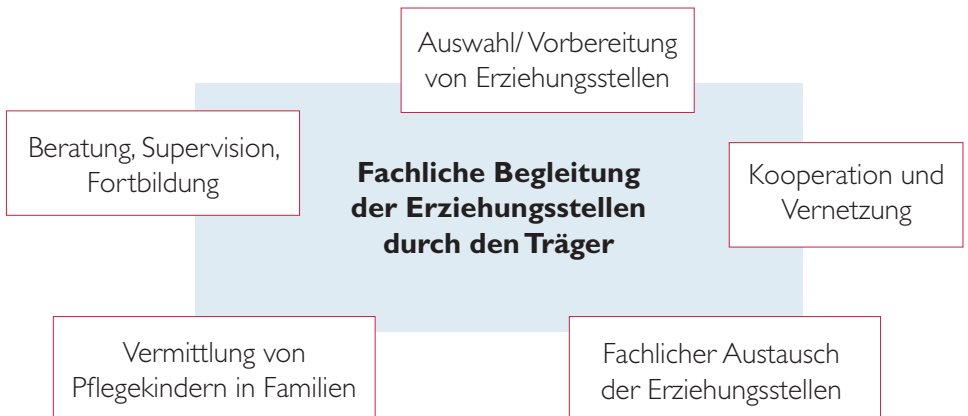 Auswahl/ Vorbereitung
von Erziehungsstellen
Beratung, Supervision,
Fortbildung
Fachliche Begleitung
der Erziehungsstellen
durch den Träger
Kooperation und
Vernetzung
Vermittlung von
Pflegekindern in Familien
Fachlicher Austausch
der Erziehungsstellen